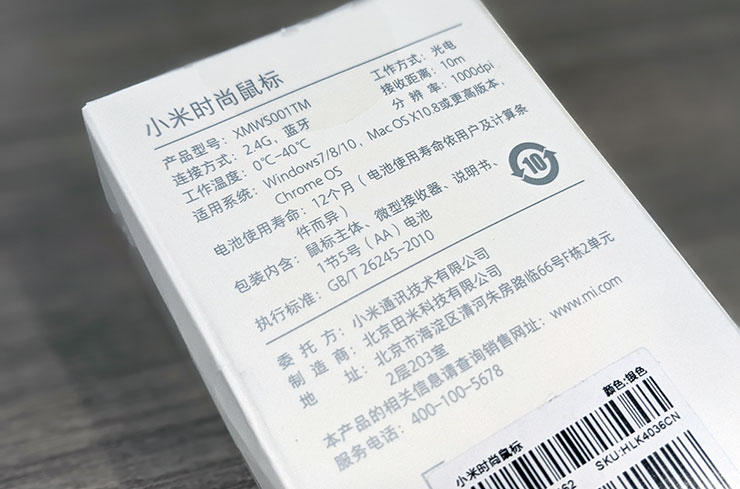 小米时尚鼠标
产品型号：XMWS001TM
工作方式：光电
连接方式：2.4G，蓝牙
接收距离：10m
工作温度：0℃-40℃
分 辨 率：1000dpi
适用系统：Windows7/8/10，Mac OS X10.8或更高版本，
Chrome OS
电池使用寿命：12个月（电池使用寿命依用户及计算条
件而异）
包装内含：鼠标主体、微型接收器、说明书、
1节5号（AA）电池
执行标准：GB/T 26245-2010
10
委 托 方：小米通讯技术有限公司
制 造 商：北京田米科技有限公司
地 址：北京市海淀区清河朱房路临66号F栋2单元
2层203室
产品的相关信息请查询销售网址：www.mi.com
服务电话：400-100-5678
小米时尚鼠标
颜色:银色
SKU:HLK4036CN